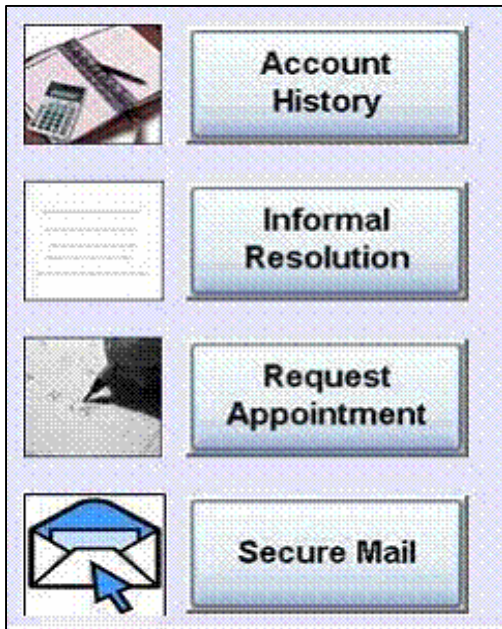 Account
History
Informal
Resolution
Request
Appointment
Secure Mail